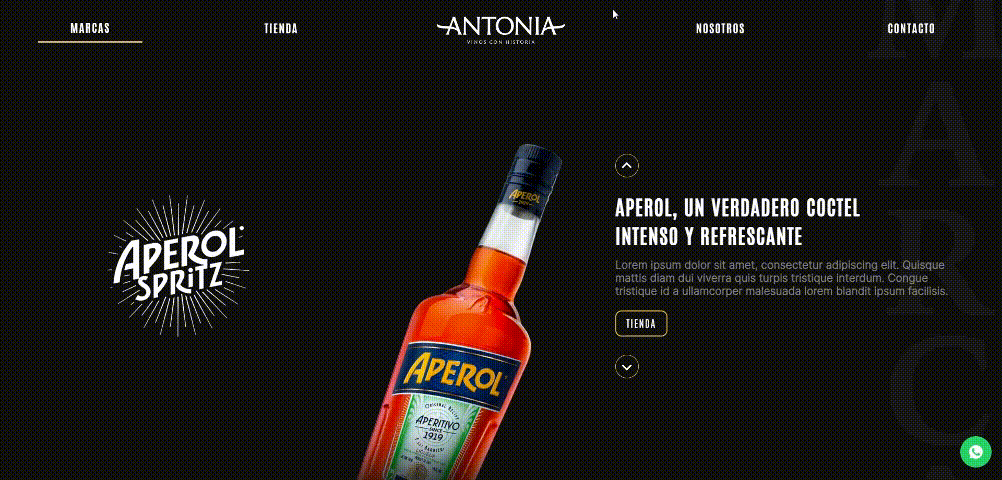 MARCAS
TIENDA
ANTONIA
VINOS CON HISTORIA
NOSOTROS
CONTACTO
APEROL
SPRITZ
APEROL
APEROL
APERITIVO
SINCE
1919
APEROL, UN VERDADERO COCTEL
INTENSO Y REFRESCANTE
Lorem ipsum dolor sit amet, consectetur adipiscing elit. Quisque
mattis diam dui viverra quis turpis tristique interdum. Congue
tristique id a ullamcorper malesuada lorem blandit ipsum facilisis.
TIENDA
M
A
R
C